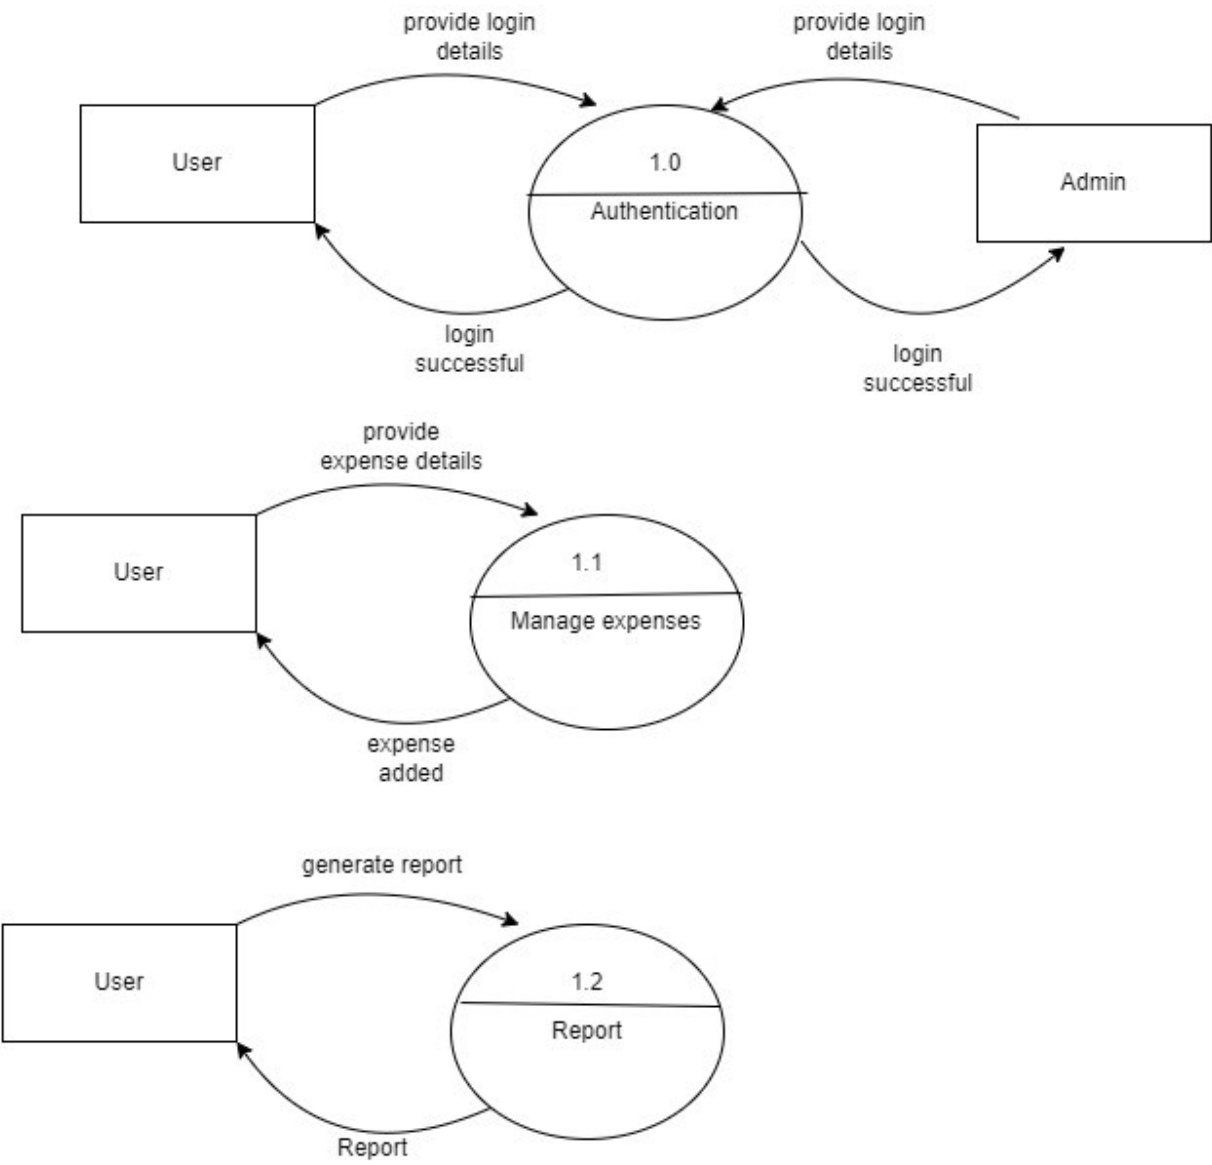 provide login
details
provide login
details
User
1.0
Authentication
Admin
login
successful
login
successful
provide
expense details
User
1.1
Manage expenses
expense
added
generate report
User
1.2
Report
Report